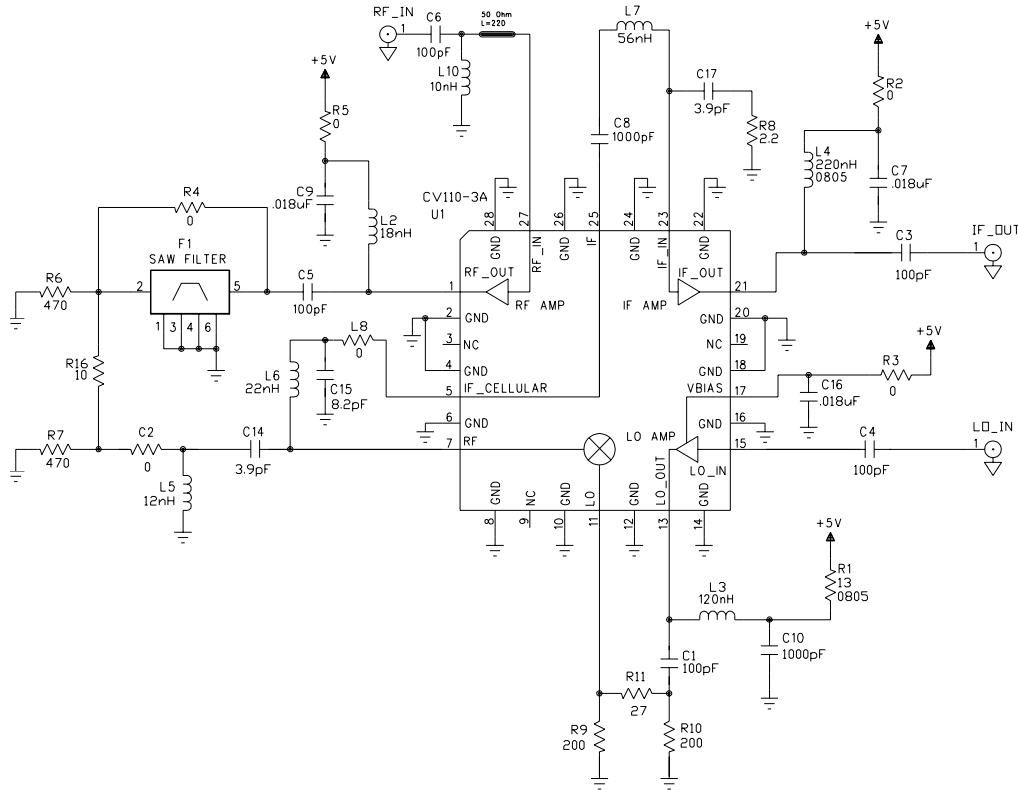 RF_IN
1
C6
100pF
50 Ohm
L=220
L10
10nH
L7
56nH
C17
3.9pF
R8
2.2
C8
1000pF
+5V
R2
0
L4
220nH
0805
C7
.018uF
+5V
R5
0
C9
.018uF
L2
18nH
R4
0
F1
SAW FILTER
2
5
1
3
4
6
R6
470
C5
100pF
CV110-3A
U1
28
27
26
25
24
23
22
GND
RF_IN
GND
IF
GND
IF_IN
GND
RF_OUT
RF AMP
IF_OUT
IF AMP
1
21
C3
100pF
IF_OUT
1
2
GND
GND
20
3
NC
NC
19
4
GND
GND
18
5
IF_CELLULAR
VBIAS
17
6
GND
GND
16
7
RF
LO AMP
LO_IN
15
L8
0
L6
22nH
C15
8.2pF
R16
10
R7
470
C2
0
C14
3.9pF
L5
12nH
+5V
R3
0
C16
.018uF
C4
100pF
LO_IN
1
GND
NC
GND
LO
GND
LO_OUT
GND
8
9
10
11
12
13
14
+5V
R1
13
0805
L3
120nH
C10
1000pF
C1
100pF
R11
27
R9
200
R10
200